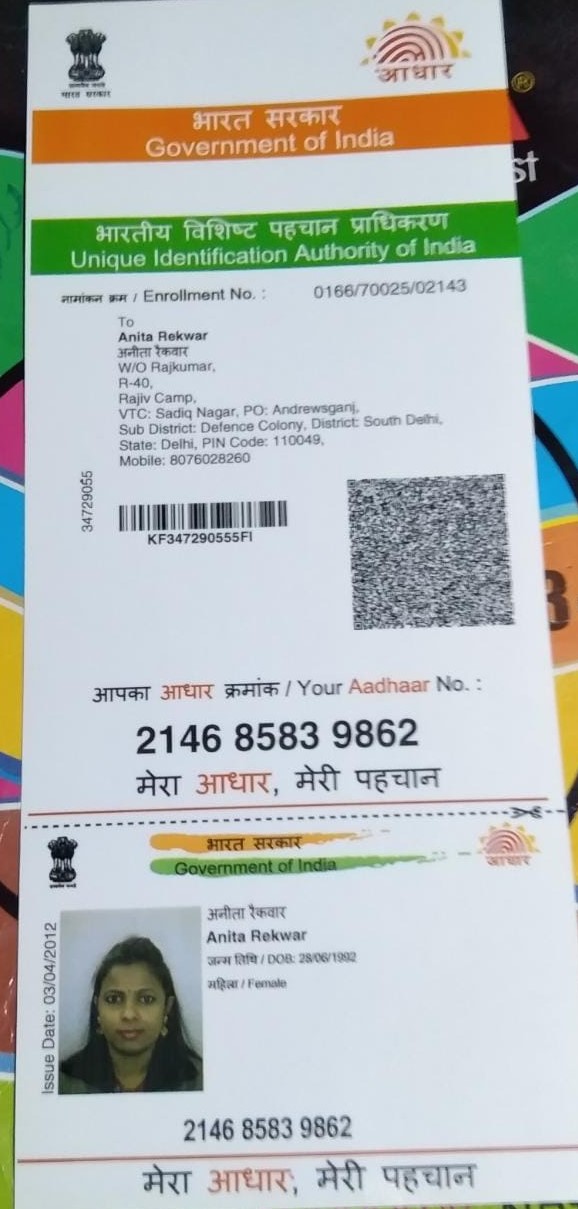 भारत सरकार
आधार
भारत सरकार
Government of India
भारतीय विशिष्ट पहचान प्राधिकरण
Unique Identification Authority of India
नामांकन क्रम / Enrollment No. : 0166/70025/02143
To
Anita Rekwar
अनीता रैकवार
W/O Rajkumar,
R-40,
Rajiv Camp,
VTC: Sadiq Nagar, PO: Andrewsganj,
Sub District: Defence Colony, District: South Delhi,
State: Delhi, PIN Code: 110049,
Mobile: 8076028260
34729055
KF347290555FI
आपका आधार क्रमांक / Your Aadhaar No. :
2146 8583 9862
मेरा आधार, मेरी पहचान
भारत सरकार
Government of India
आधार
Issue Date: 03/04/2012
अनीता रैकवार
Anita Rekwar
जन्म तिथि / DOB: 28/06/1992
महिला / Female
2146 8583 9862
मेरा आधार, मेरी पहचान